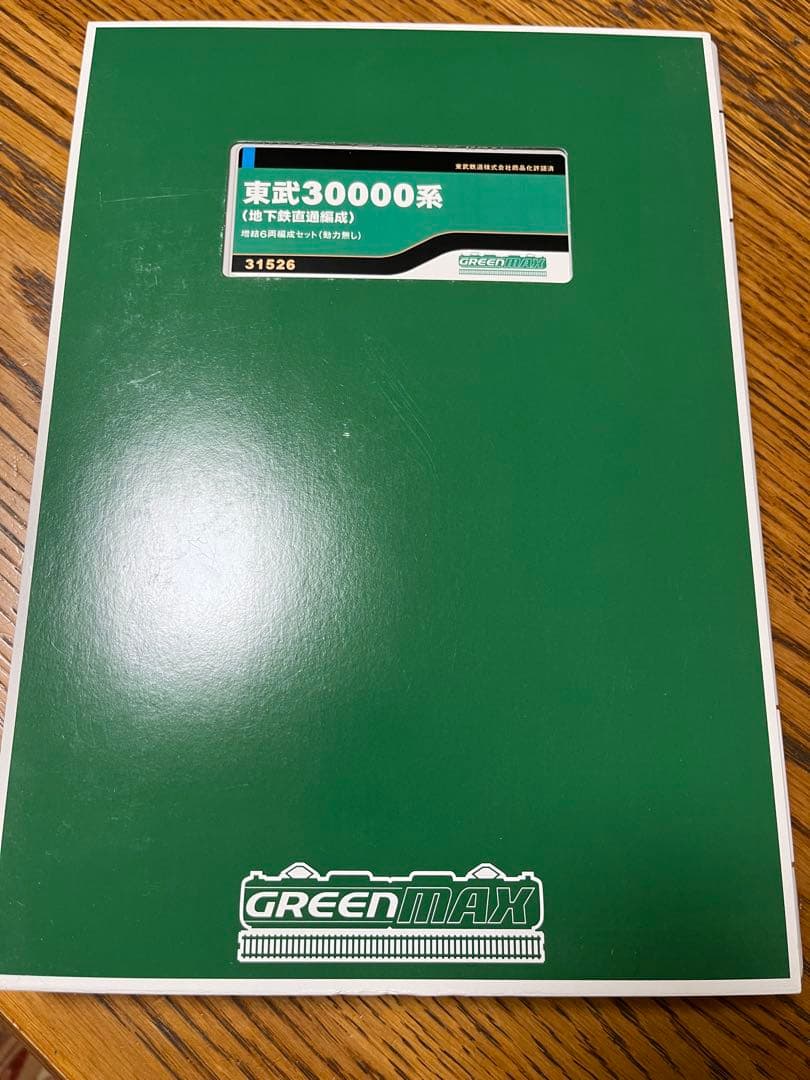 東武鉄道株式会社商品化許諾済
東武30000系
(地下鉄直通編成)
増結6両編成セット(動力無し)
31526
GREENMAX
GREENMAX